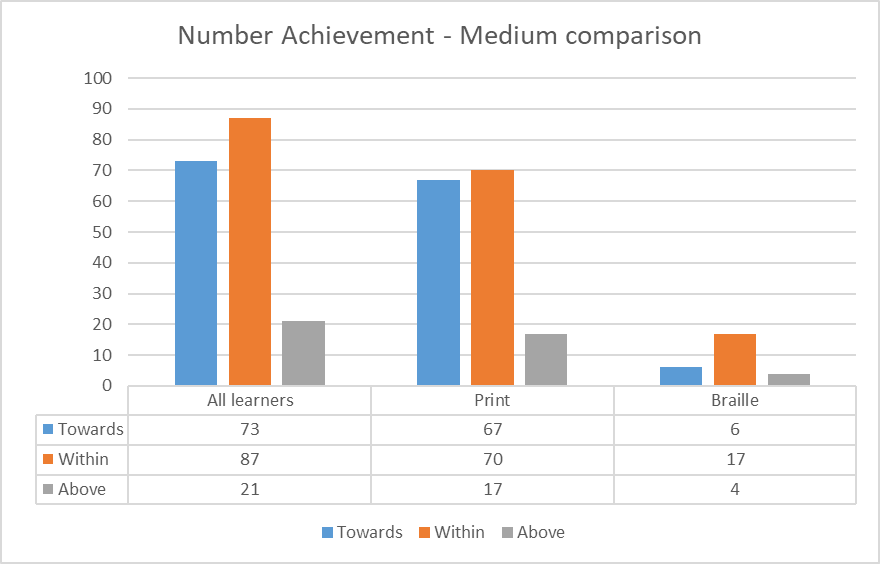 Number Achievement - Medium comparison
100
90
80
70
60
50
40
30
20
10
0
All learners Print Braille
Towards 73 67 6
Within 87 70 17
Above 21 17 4
Towards Within Above